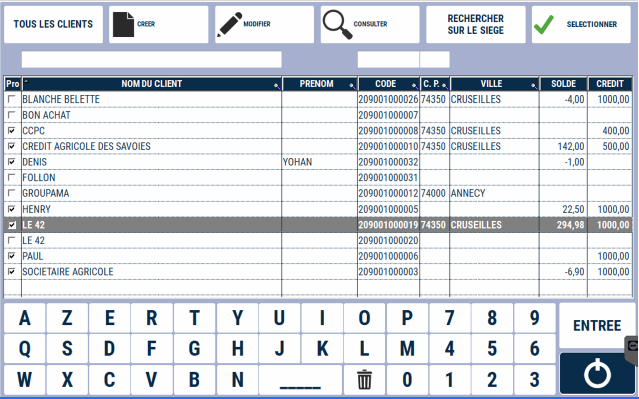 TOUS LES CLIENTS CREER MODIFIER CONSULTER RECHERCHER SUR LE SIEGE SELECTIONNER
Pro NOM DU CLIENT PRENOM CODE C. P. VILLE SOLDE CREDIT
BLANCHE BELETTE 209001000026 74350 CRUSEILLES -4,00 1000,00
BON ACHAT 209001000007
CCPC 209001000008 74350 CRUSEILLES 400,00
CREDIT AGRICOLE DES SAVOIES 209001000010 74350 CRUSEILLES 142,00 500,00
DENIS YOHAN 209001000032 -1,00
FOLLON 209001000031
GROUPAMA 209001000012 74000 ANNECY
HENRY 209001000005 22,50 1000,00
LE 42 209001000019 74350 CRUSEILLES 294,98 1000,00
LE 42 209001000020
PAUL 209001000006 1000,00
SOCIETAIRE AGRICOLE 209001000003 -6,90 1000,00
A Z E R T Y U I O P 7 8 9 ENTREE
Q S D F G H J K L M 4 5 6
W X C V B N _____ 0 1 2 3